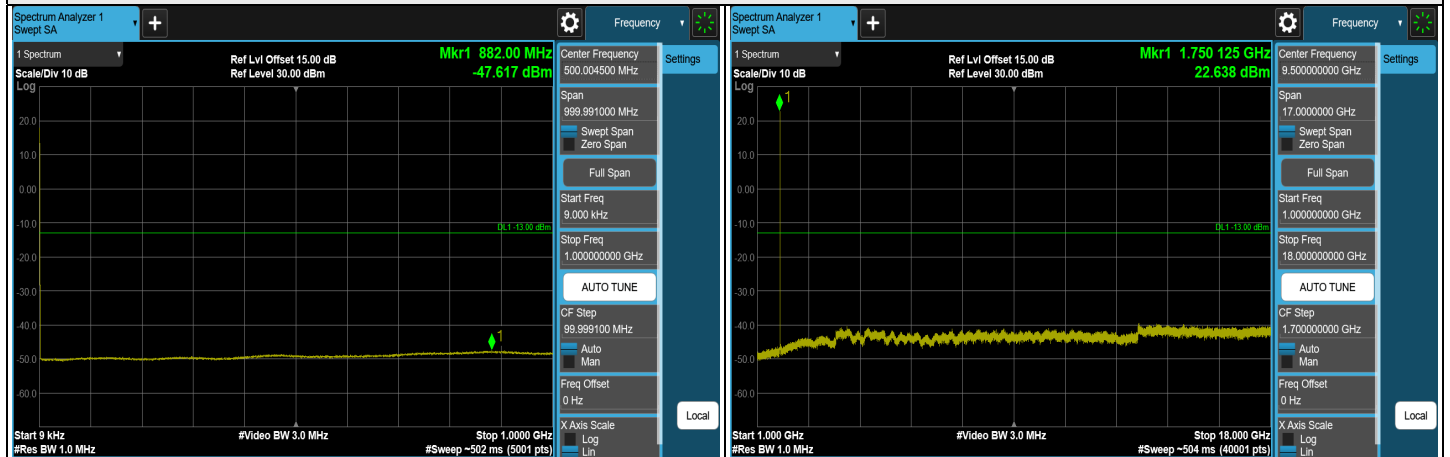 Spectrum Analyzer 1
Swept SA
+
Frequency
1 Spectrum
Ref Lvl Offset 15.00 dB
Mkr1 882.00 MHz
Scale/Div 10 dB
Ref Level 30.00 dBm
-47.617 dBm
Log
1
20.0
10.0
0.00
-10.0
-20.0
-30.0
-40.0
-50.0
-60.0
DL1 -13.00 dBm
Start 9 kHz
#Video BW 3.0 MHz
Stop 1.0000 GHz
#Res BW 1.0 MHz
#Sweep ~502 ms (5001 pts)
Center Frequency
500.004500 MHz
Settings
Span
999.991000 MHz
Swept Span
Zero Span
Full Span
Start Freq
9.000 kHz
Stop Freq
1.000000000 GHz
AUTO TUNE
CF Step
99.999100 MHz
Auto
Man
Freq Offset
0 Hz
Local
X Axis Scale
Log
Lin
Spectrum Analyzer 1
Swept SA
+
Frequency
1 Spectrum
Ref Lvl Offset 15.00 dB
Mkr1 1.750 125 GHz
Scale/Div 10 dB
Ref Level 30.00 dBm
22.638 dBm
Log
1
20.0
10.0
0.00
-10.0
-20.0
-30.0
-40.0
-50.0
-60.0
DL1 -13.00 dBm
Start 1.000 GHz
#Video BW 3.0 MHz
Stop 18.000 GHz
#Res BW 1.0 MHz
#Sweep ~504 ms (40001 pts)
Center Frequency
9.500000000 GHz
Settings
Span
17.0000000 GHz
Swept Span
Zero Span
Full Span
Start Freq
1.000000000 GHz
Stop Freq
18.000000000 GHz
AUTO TUNE
CF Step
1.700000000 GHz
Auto
Man
Freq Offset
0 Hz
Local
X Axis Scale
Log
Lin